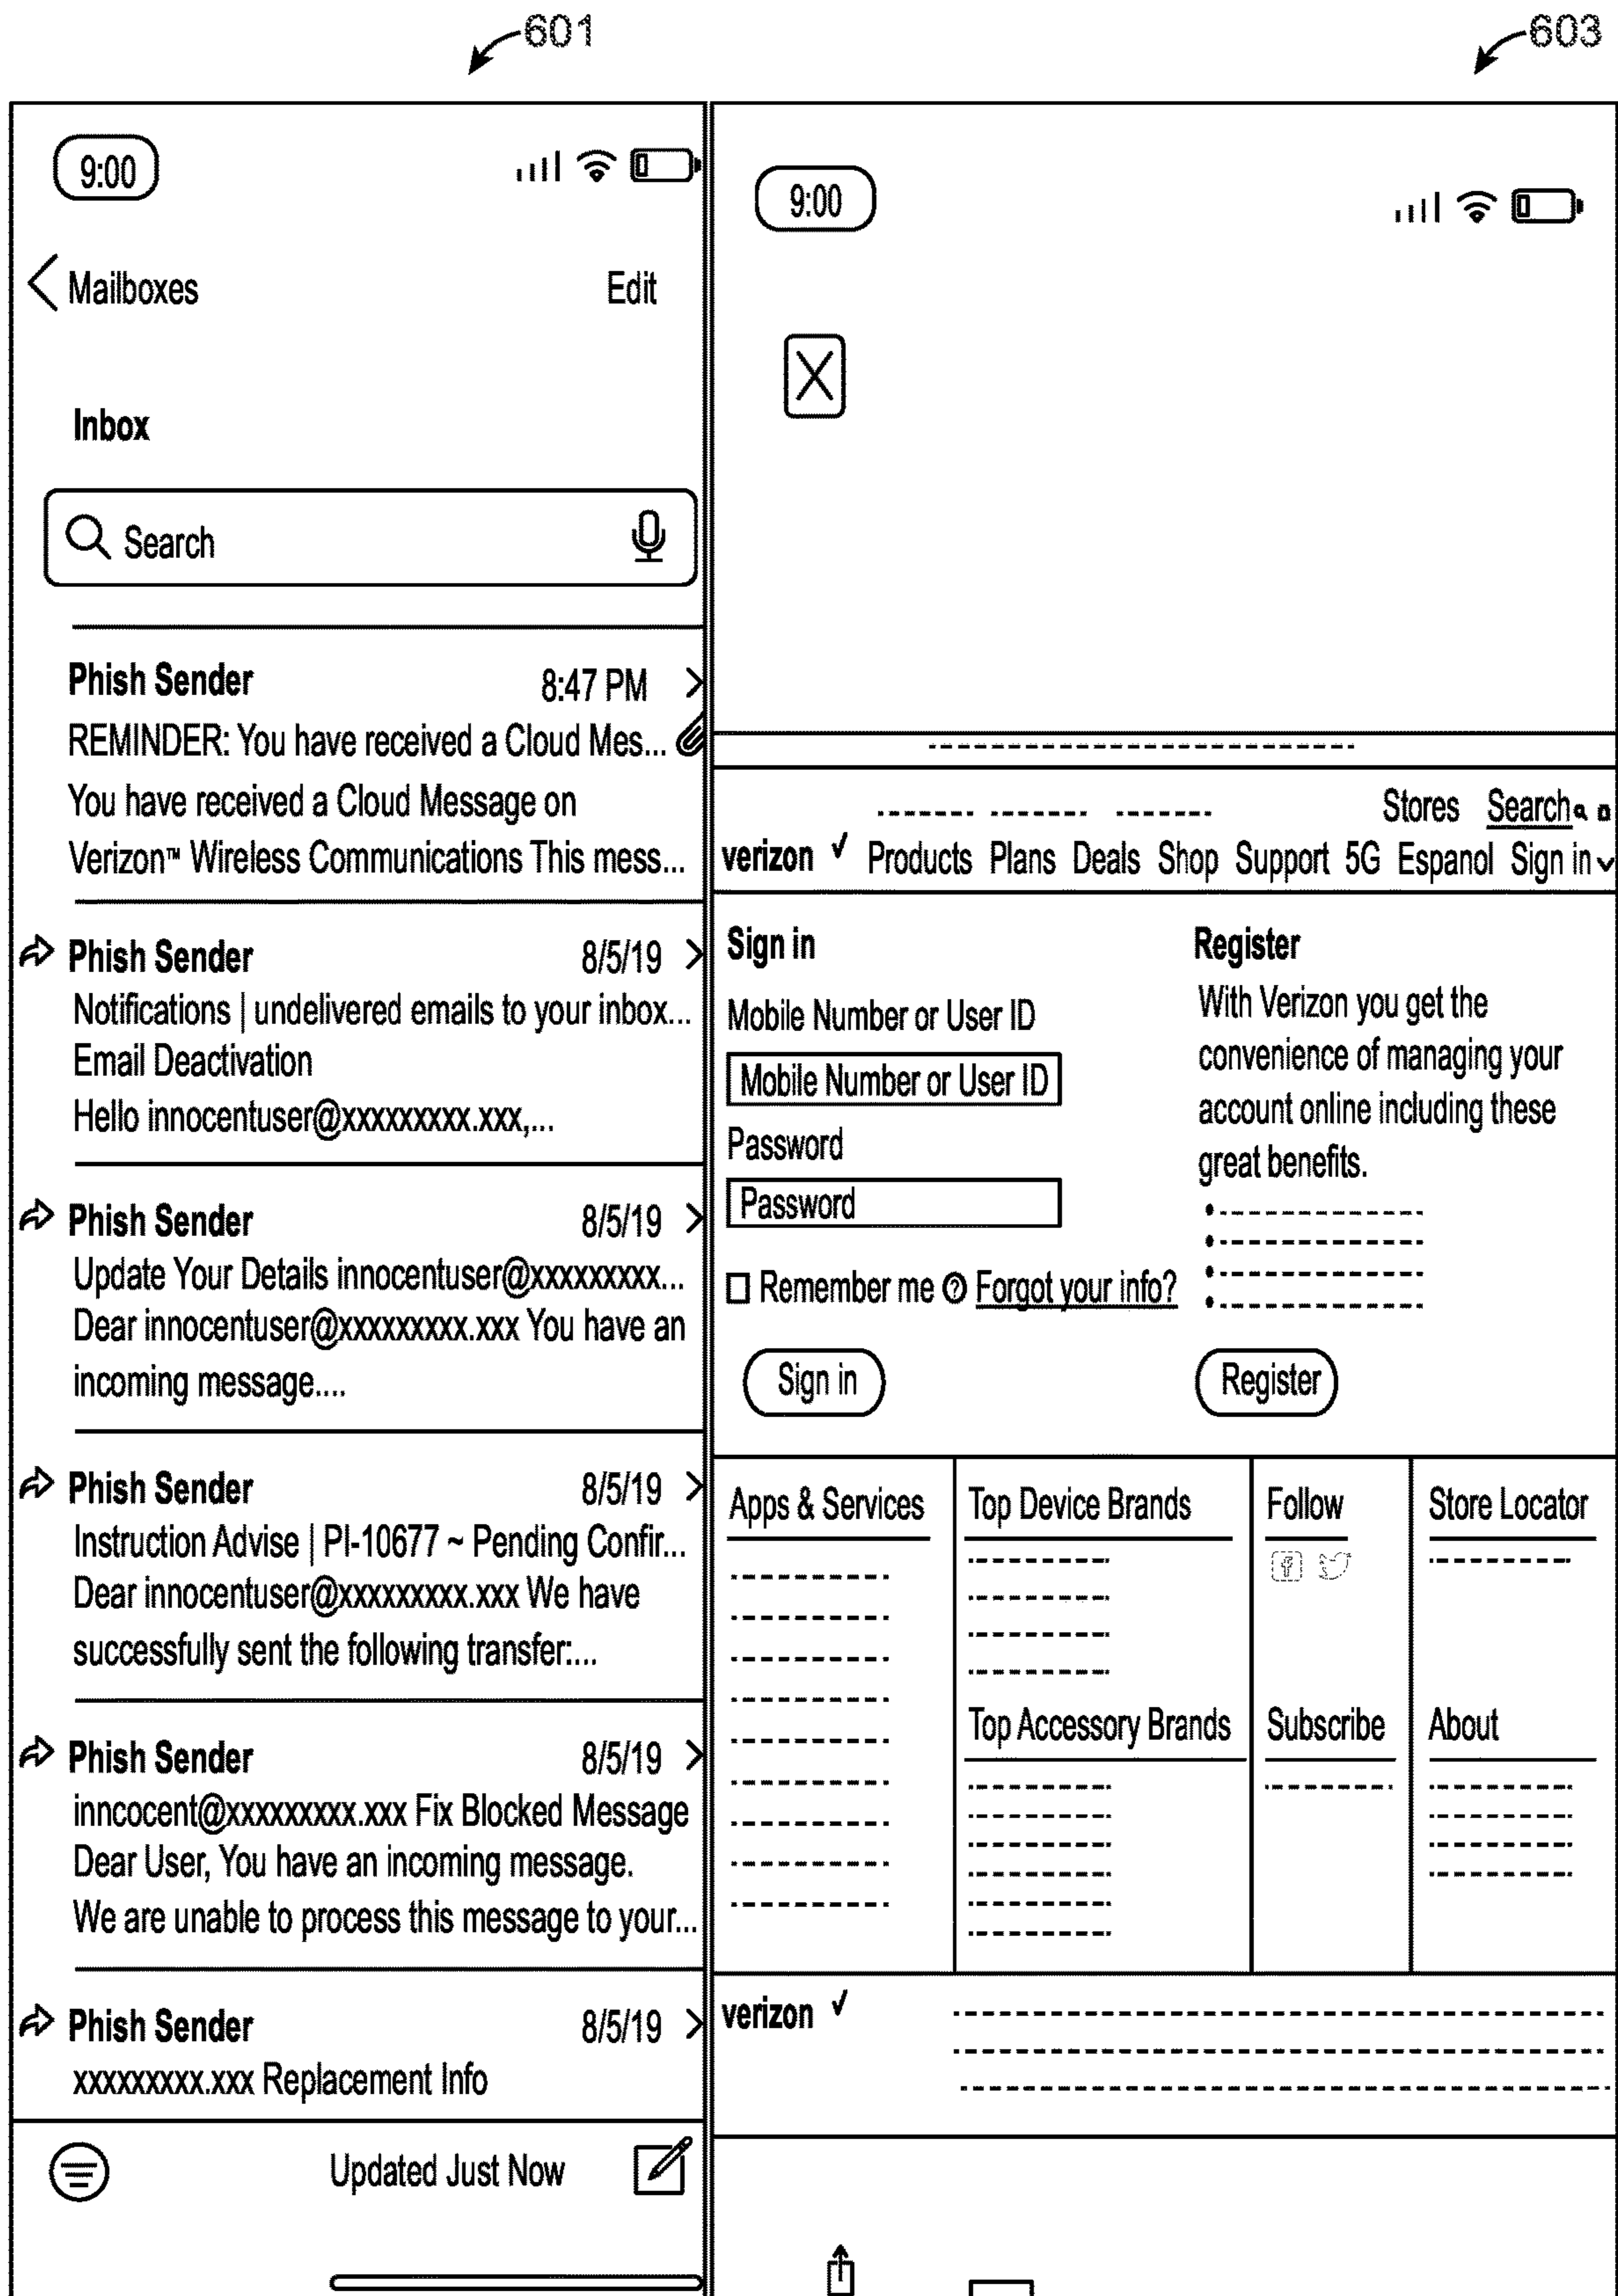 601
9:00
Mailboxes Edit
Inbox
Search
Phish Sender 8:47 PM
REMINDER: You have received a Cloud Mes...
You have received a Cloud Message on
Verizon™ Wireless Communications This mess...
Phish Sender 8/5/19
Notifications | undelivered emails to your inbox...
Email Deactivation
Hello innocentuser@xxxxxxxxx.xxx,...
Phish Sender 8/5/19
Update Your Details innocentuser@xxxxxxxxx...
Dear innocentuser@xxxxxxxxx.xxx You have an
incoming message....
Phish Sender 8/5/19
Instruction Advise | PI-10677 ~ Pending Confir...
Dear innocentuser@xxxxxxxxx.xxx We have
successfully sent the following transfer:...
Phish Sender 8/5/19
inncocent@xxxxxxxxx.xxx Fix Blocked Message
Dear User, You have an incoming message.
We are unable to process this message to your...
Phish Sender 8/5/19
xxxxxxxxx.xxx Replacement Info
Updated Just Now
603
9:00
Stores Search
verizon Products Plans Deals Shop Support 5G Espanol Sign in
Sign in
Mobile Number or User ID
Mobile Number or User ID
Password
Password
Remember me ? Forgot your info?
Sign in
Register
With Verizon you get the
convenience of managing your
account online including these
great benefits.
Register
Apps & Services
Top Device Brands
Top Accessory Brands
Follow
Subscribe
Store Locator
About
verizon